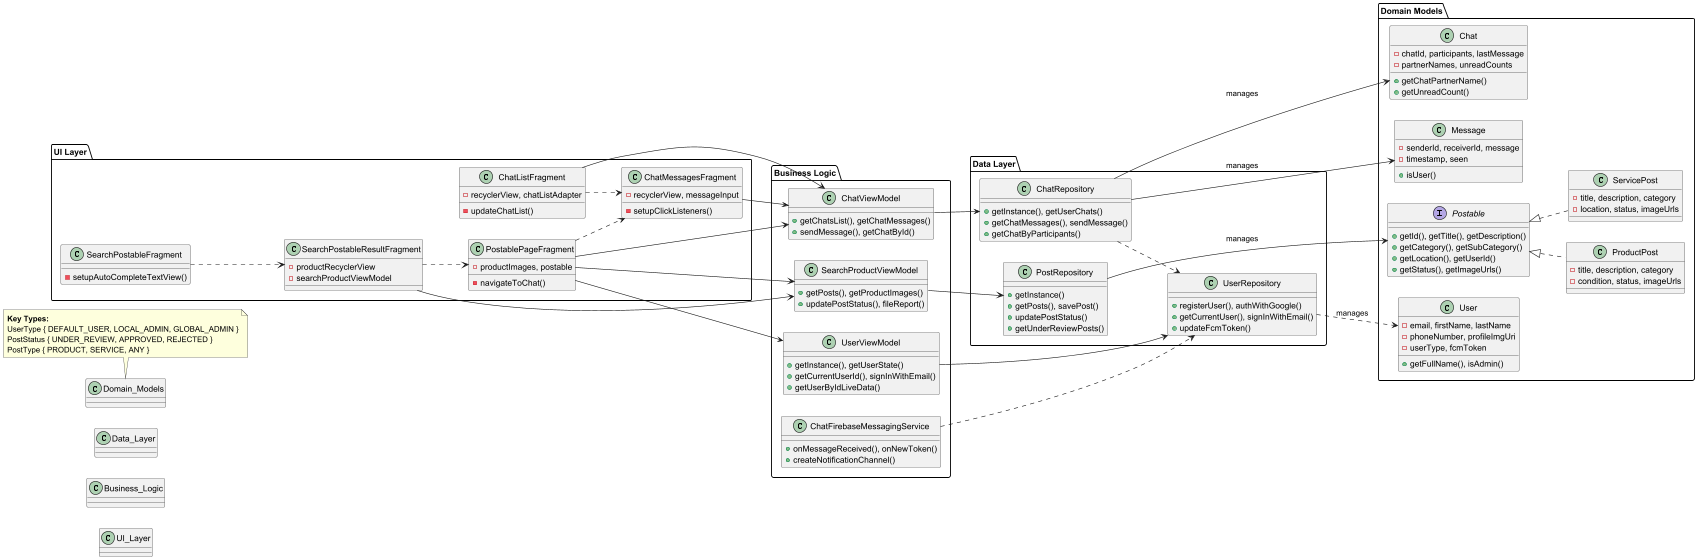 UI Layer
C ChatListFragment
recyclerView, chatListAdapter
updateChatList()
C ChatMessagesFragment
recyclerView, messageInput
setupClickListeners()
C SearchPostableFragment
setupAutoCompleteTextView()
C SearchPostableResultFragment
productRecyclerView
searchProductViewModel
C PostablePageFragment
productImages, postable
navigateToChat()
Key Types:
UserType { DEFAULT_USER, LOCAL_ADMIN, GLOBAL_ADMIN }
PostStatus { UNDER_REVIEW, APPROVED, REJECTED }
PostType { PRODUCT, SERVICE, ANY }
C Domain_Models
C Data_Layer
C Business_Logic
C UI_Layer
Business Logic
C ChatViewModel
getChatsList(), getChatMessages()
sendMessage(), getChatById()
C SearchProductViewModel
getPosts(), getProductImages()
updatePostStatus(), fileReport()
C UserViewModel
getInstance(), getUserState()
getCurrentUserId(), signInWithEmail()
getUserByIdLiveData()
C ChatFirebaseMessagingService
onMessageReceived(), onNewToken()
createNotificationChannel()
Data Layer
C ChatRepository
getInstance(), getUserChats()
getChatMessages(), sendMessage()
getChatByParticipants()
C PostRepository
getInstance()
getPosts(), savePost()
updatePostStatus()
getUnderReviewPosts()
C UserRepository
registerUser(), authWithGoogle()
getCurrentUser(), signInWithEmail()
updateFcmToken()
manages
manages
manages
manages
Domain Models
C Chat
chatId, participants, lastMessage
partnerNames, unreadCounts
getChatPartnerName()
getUnreadCount()
C Message
senderId, receiverId, message
timestamp, seen
isUser()
I Postable
getId(), getTitle(), getDescription()
getCategory(), getSubCategory()
getLocation(), getUserId()
getStatus(), getImageUrls()
C ServicePost
title, description, category
location, status, imageUrls
C ProductPost
title, description, category
condition, status, imageUrls
C User
email, firstName, lastName
phoneNumber, profileImgUri
userType, fcmToken
getFullName(), isAdmin()